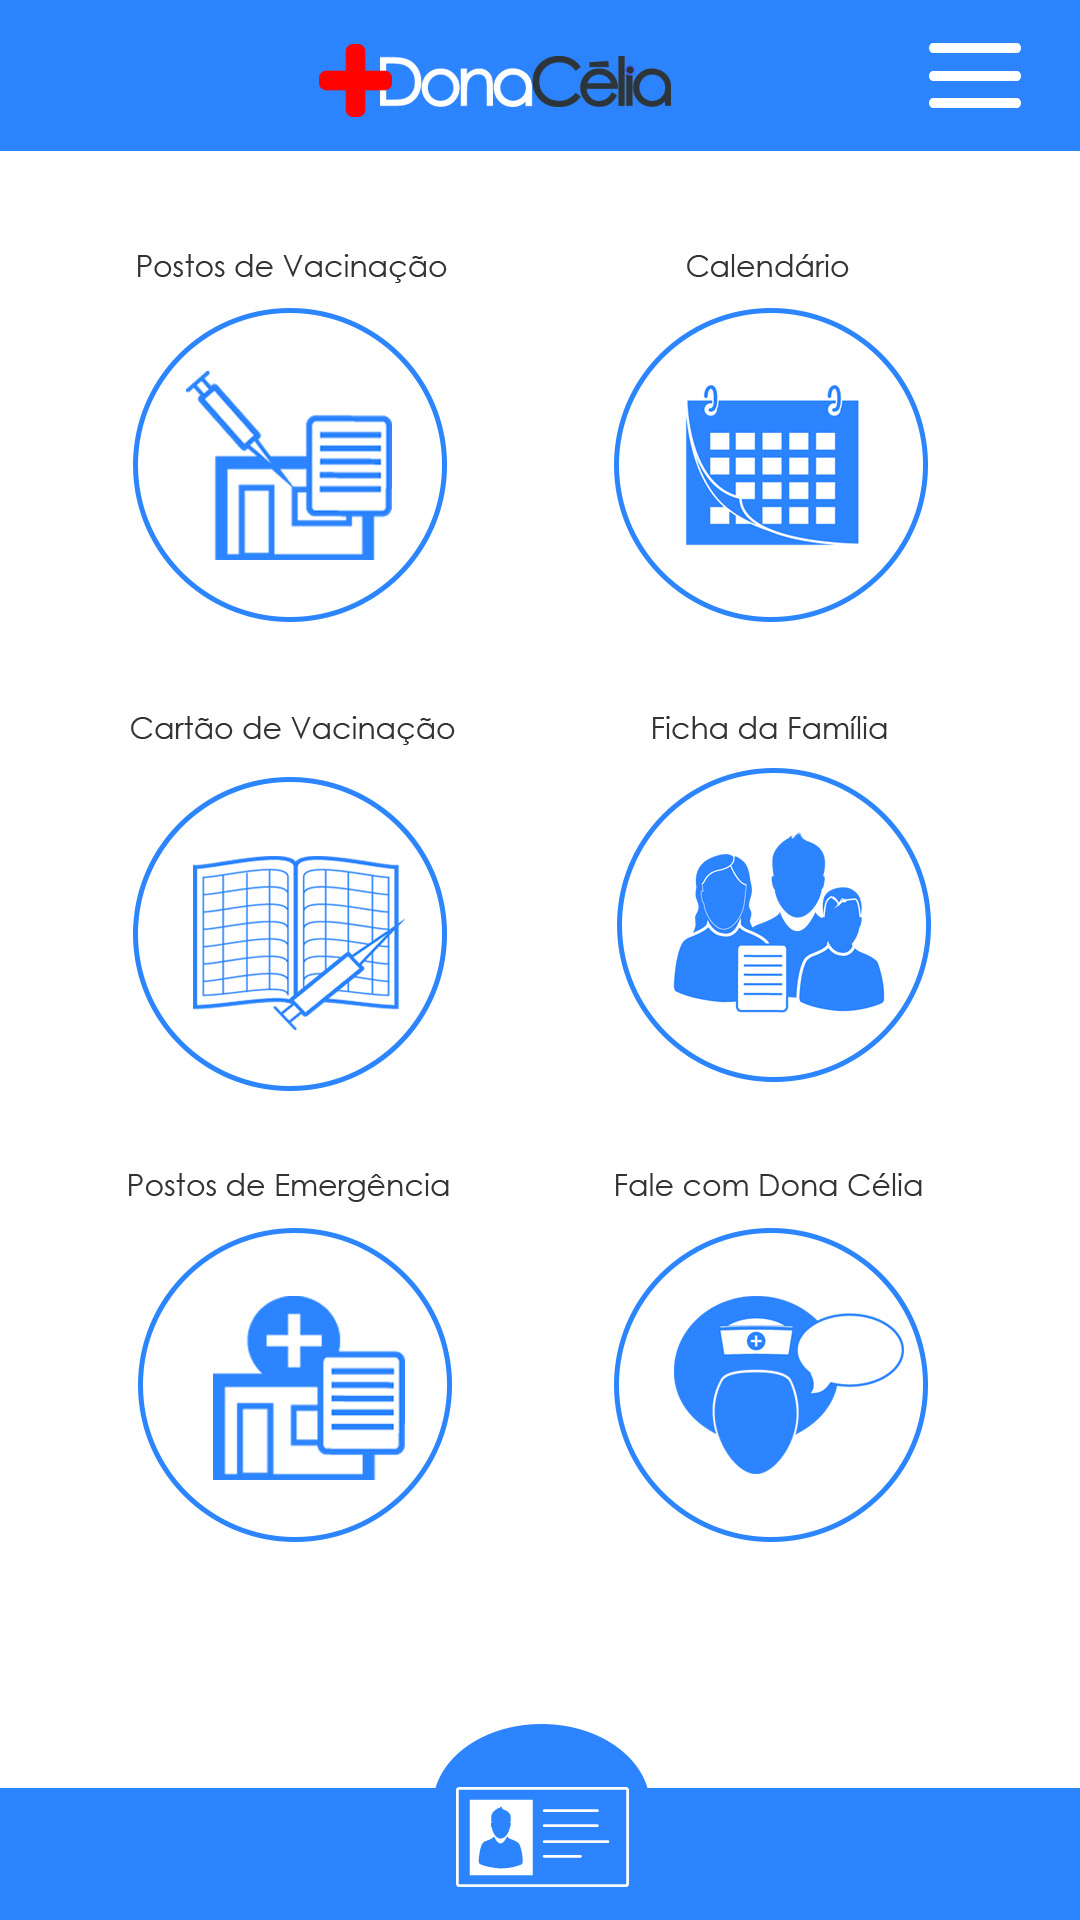 DonaCélia
Postos de Vacinação
Calendário
Cartão de Vacinação
Ficha da Família
Postos de Emergência
Fale com Dona Célia